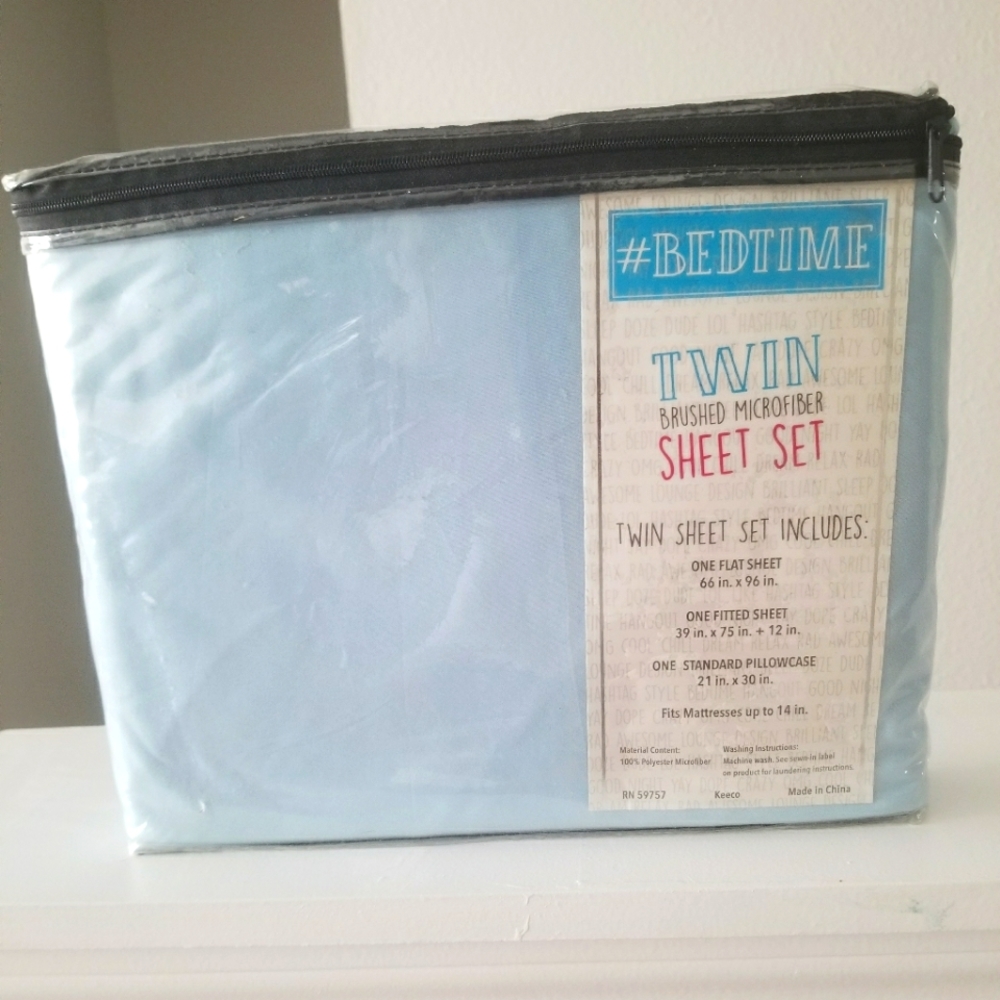 #BEDTIME
TWIN
BRUSHED MICROFIBER
SHEET SET
TWIN SHEET SET INCLUDES:
ONE FLAT SHEET
66 in. x 96 in.
ONE FITTED SHEET
39 in. x 75 in. + 12 in.
ONE STANDARD PILLOWCASE
21 in. x 30 in.
Fits Mattresses up to 14 in.
Material Content:
100% Polyester Microfiber
Washing Instructions:
Machine wash. See sewn-in label
on product for laundering instructions.
RN 59757 Keeco Made in China